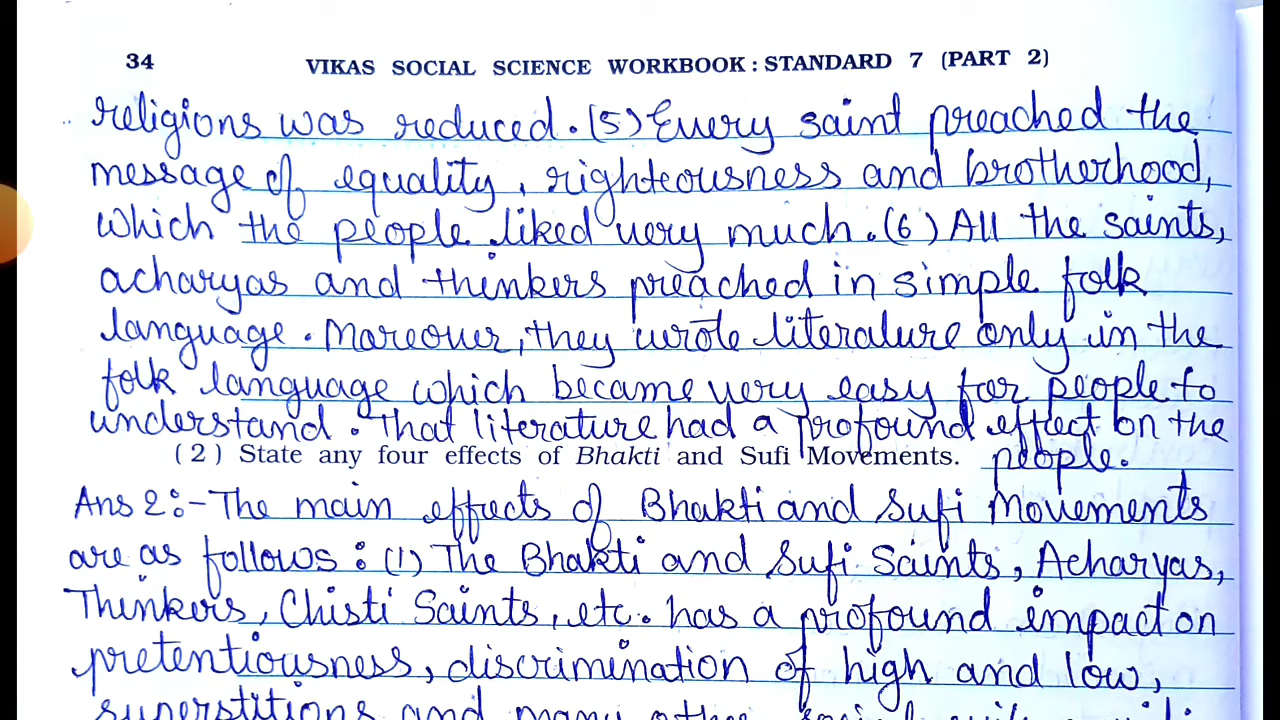 34 VIKAS SOCIAL SCIENCE WORKBOOK : STANDARD 7 (PART 2)
religions was reduced. (5) Every saint preached the
message of equality, righteousness and brotherhood,
which the people liked very much. (6) All the saints,
acharyas and thinkers preached in simple folk
language. Moreover, they wrote literature only in the
folk language which became very easy for people to
understand. That literature had a profound effect on the
people.
( 2 ) State any four effects of Bhakti and Sufi Movements.
Ans 2:- The main effects of Bhakti and Sufi Movements
are as follows : (1) The Bhakti and Sufi Saints, Acharyas,
Thinkers, Chisti Saints, etc. has a profound impact on
pretentiousness, discrimination of high and low,
superstitions and many other social